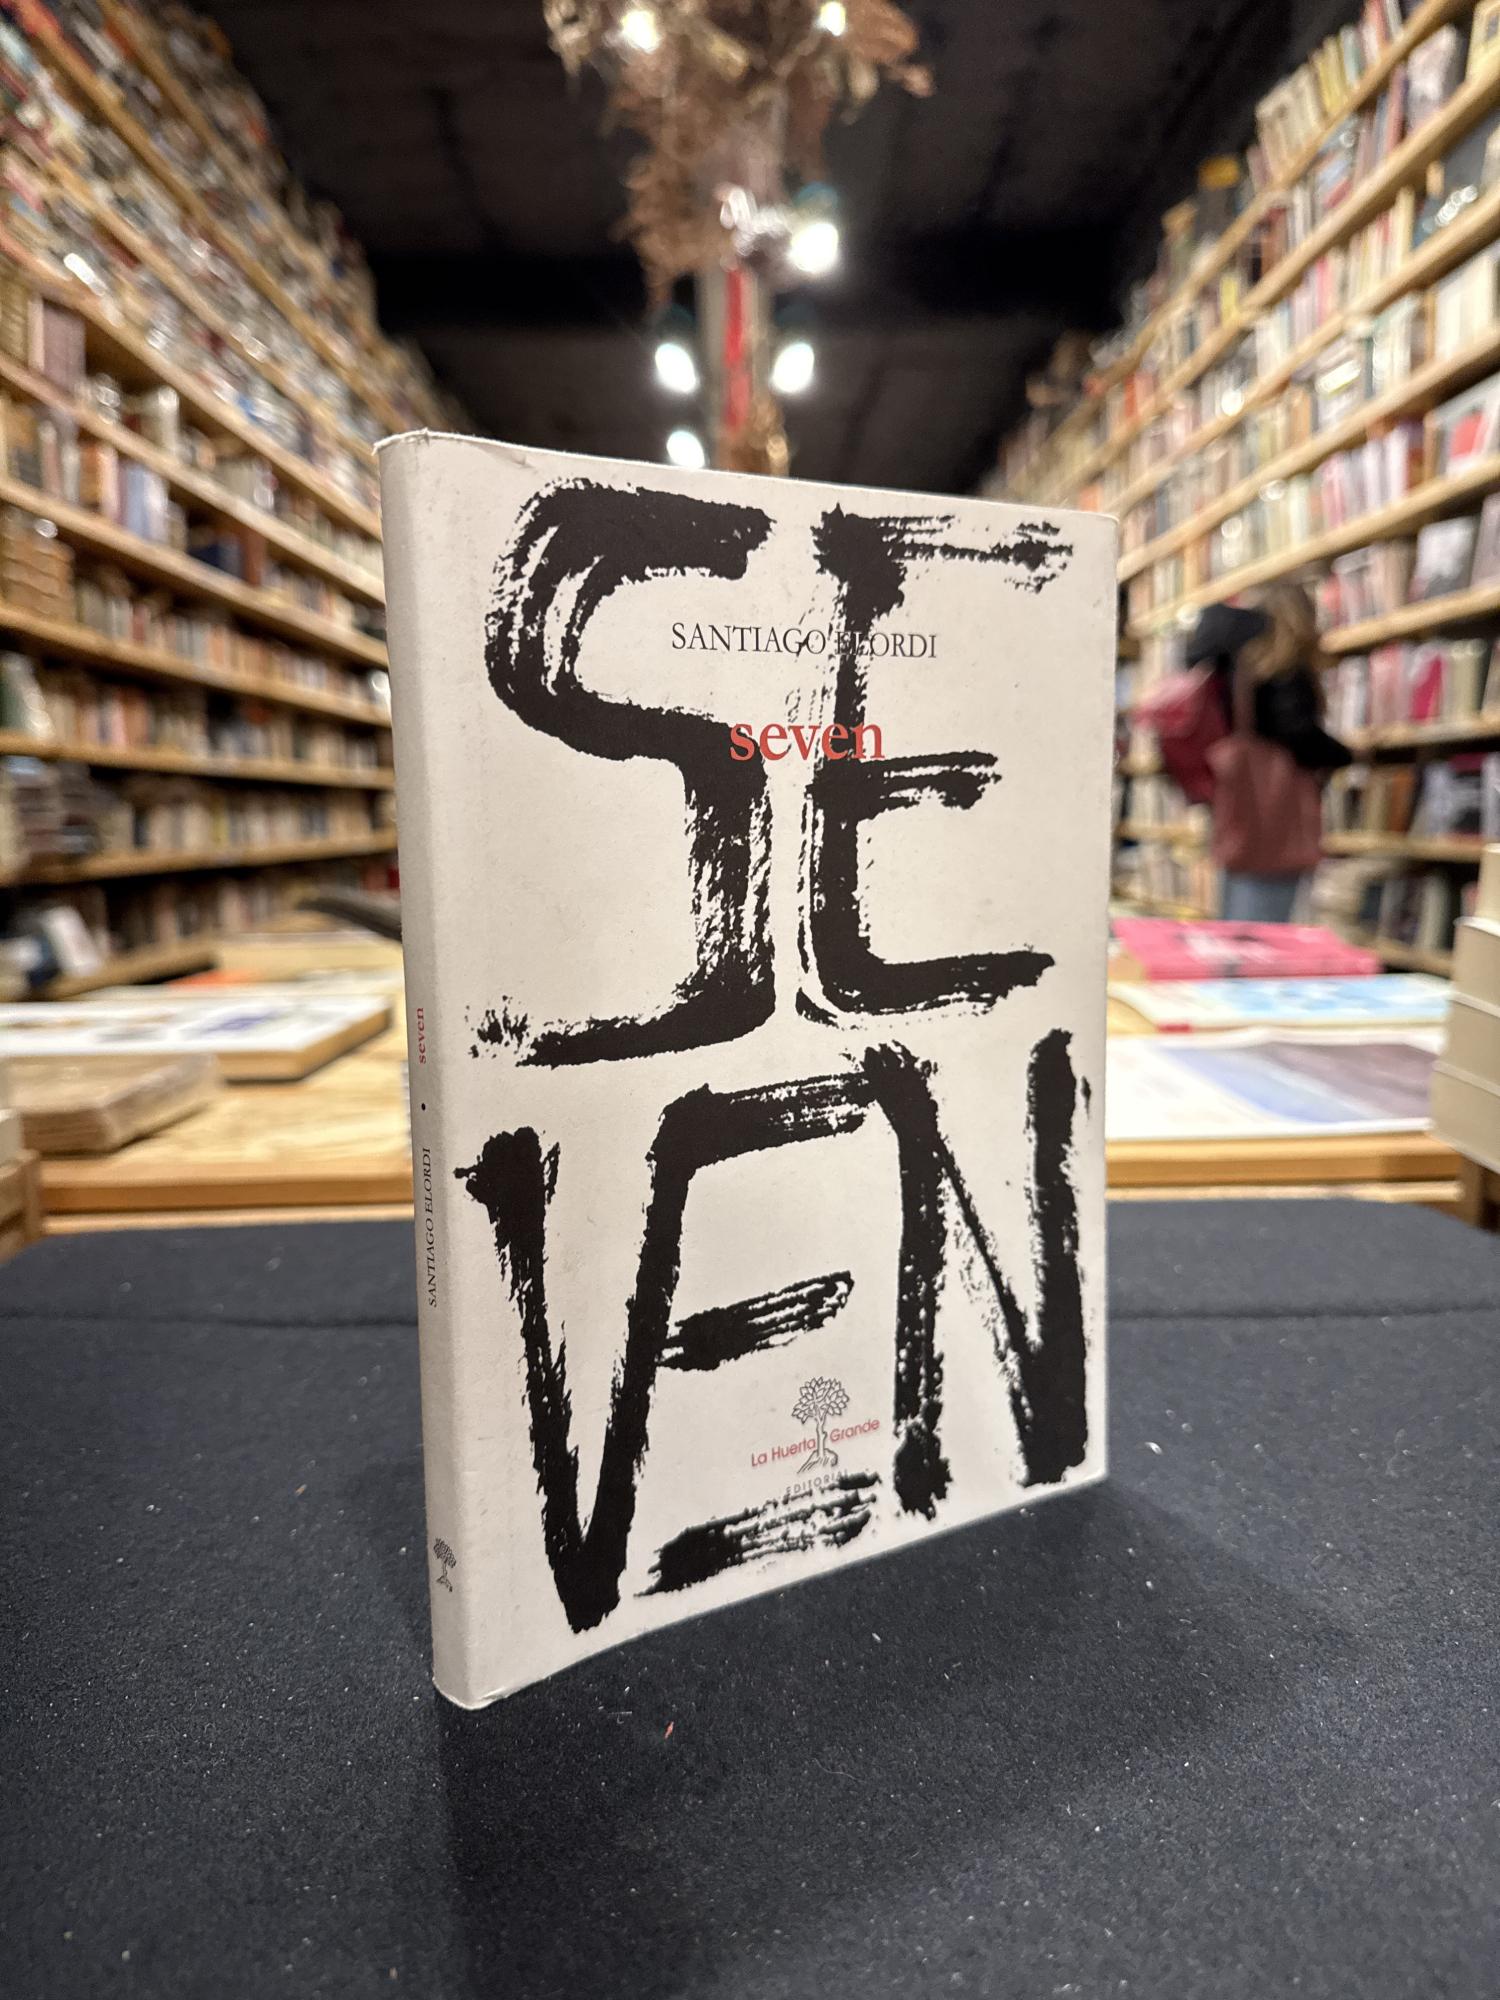 SE
VEN
SANTIAGO ELORDI
seven
La Huerta Grande
EDITORIAL
SANTIAGO ELORDI • seven